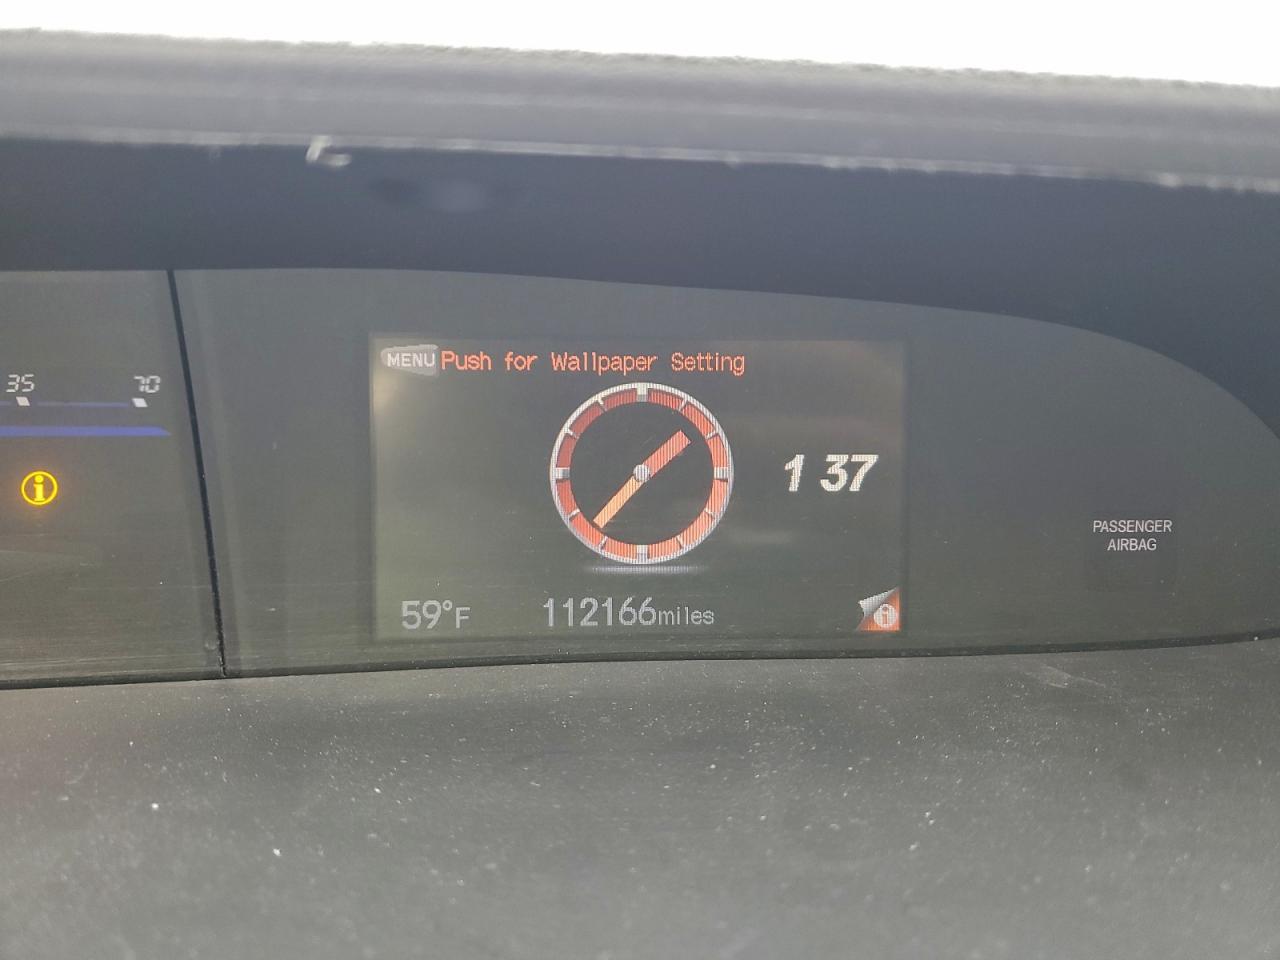 MENU Push for Wallpaper Setting
35 70
1 37
PASSENGER
AIRBAG
59°F 112166miles